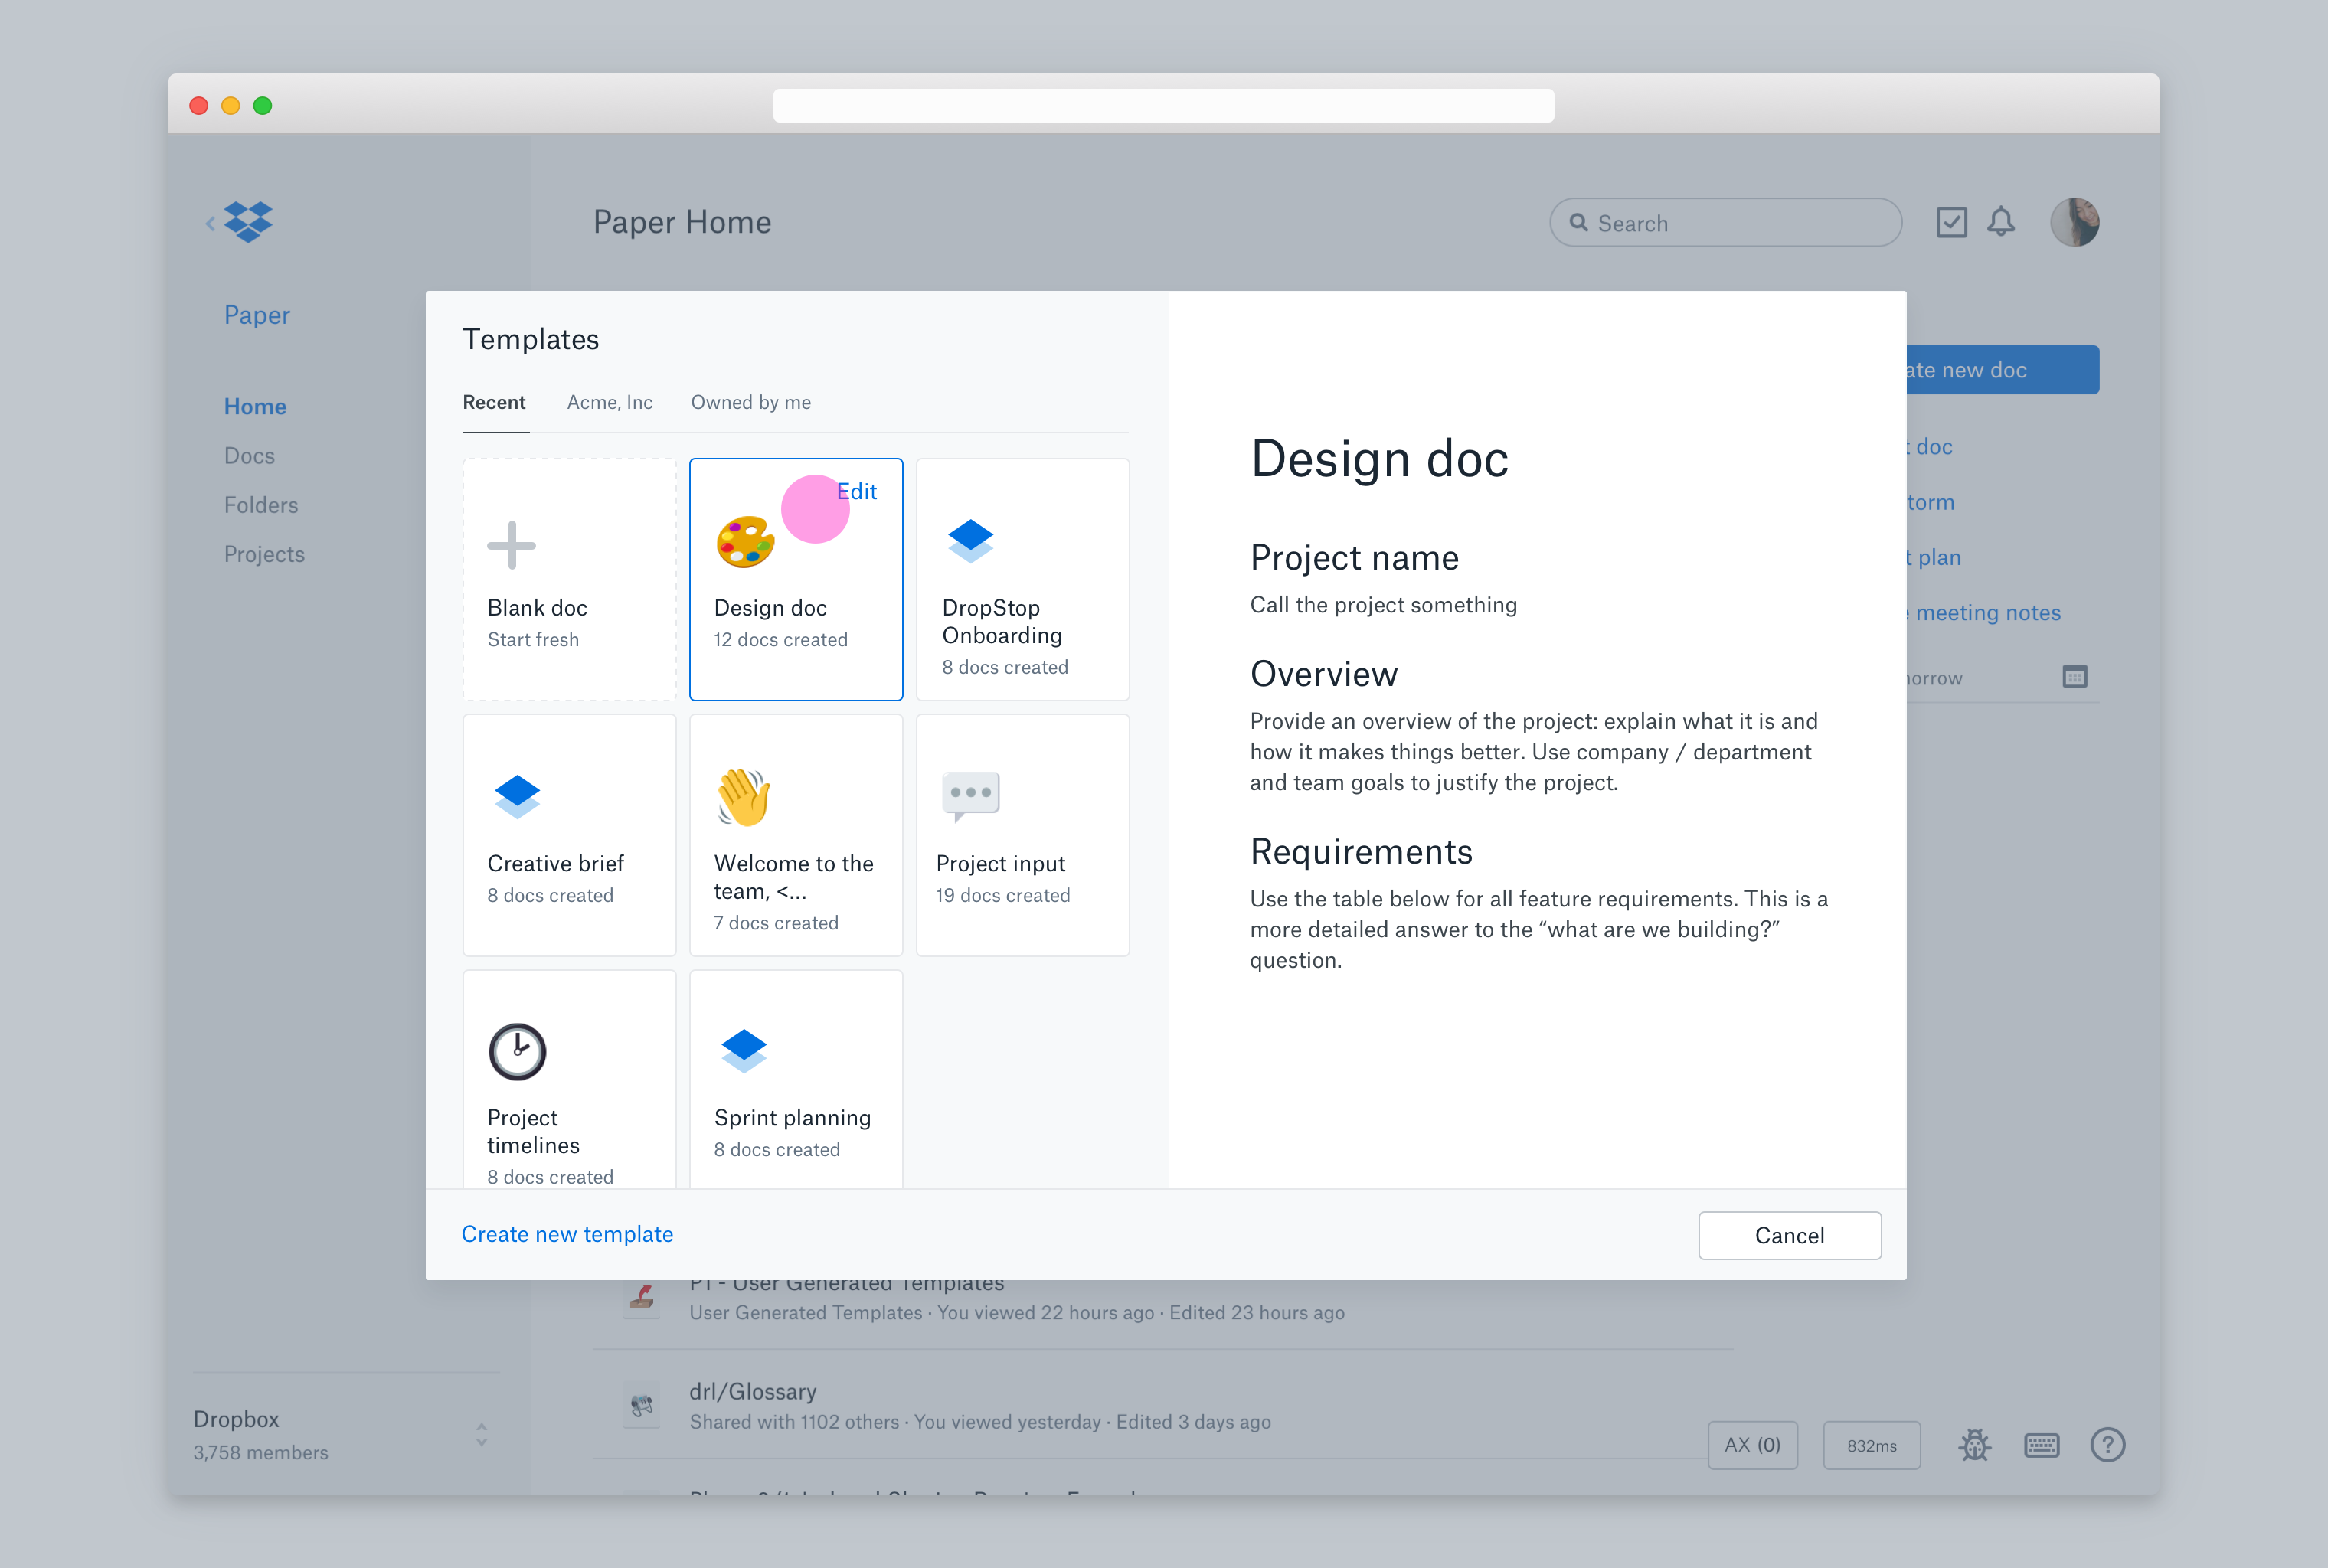 Paper Home
Search
Paper
Home
Docs
Folders
Projects
Templates
Recent
Acme, Inc
Owned by me
Blank doc
Start fresh
Edit
Design doc
12 docs created
DropStop
Onboarding
8 docs created
Creative brief
8 docs created
Welcome to the
team, <...
7 docs created
Project input
19 docs created
Project
timelines
8 docs created
Sprint planning
8 docs created
Design doc
Project name
Call the project something
Overview
Provide an overview of the project: explain what it is and
how it makes things better. Use company / department
and team goals to justify the project.
Requirements
Use the table below for all feature requirements. This is a
more detailed answer to the “what are we building?”
question.
Create new template
Cancel
new doc
doc
plan
meeting notes
P1 - User Generated Templates
User Generated Templates · You viewed 22 hours ago · Edited 23 hours ago
drl/Glossary
Shared with 1102 others · You viewed yesterday · Edited 3 days ago
Dropbox
3,758 members
AX (0)
832ms